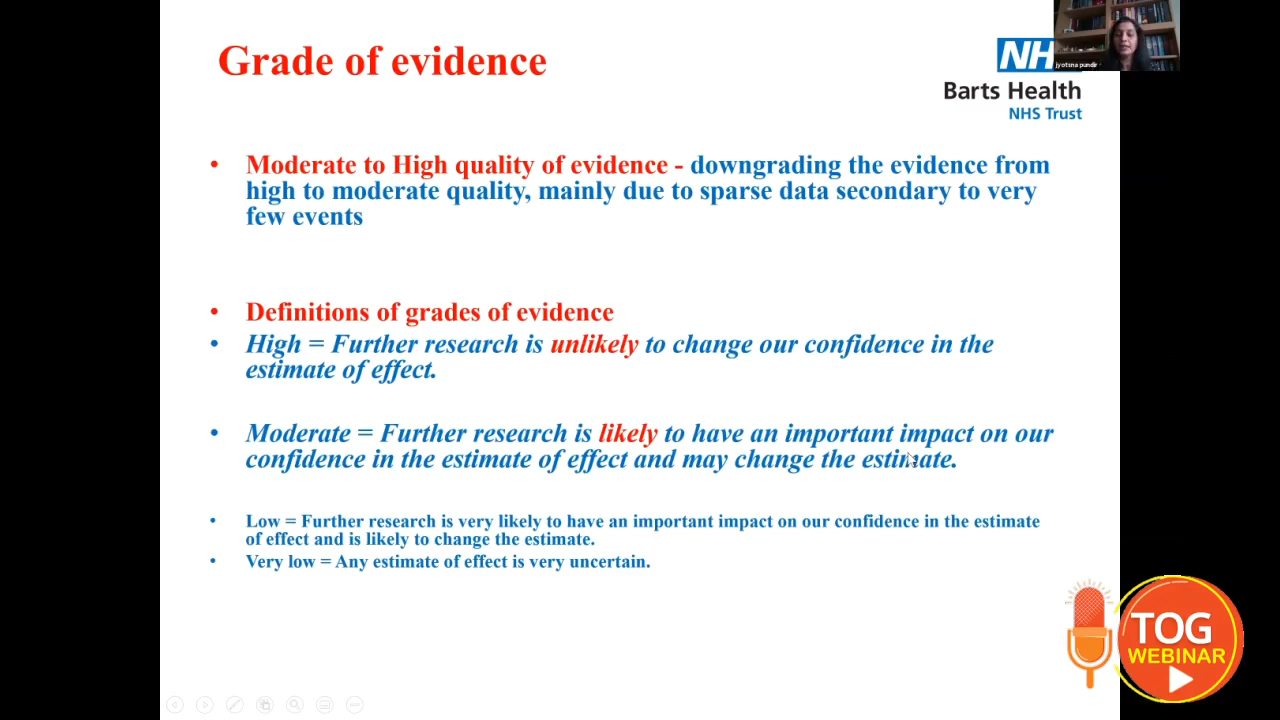 Grade of evidence
NH
jyotsna pundir
Barts Health
NHS Trust
• Moderate to High quality of evidence - downgrading the evidence from
high to moderate quality, mainly due to sparse data secondary to very
few events
• Definitions of grades of evidence
• High = Further research is unlikely to change our confidence in the
estimate of effect.
• Moderate = Further research is likely to have an important impact on our
confidence in the estimate of effect and may change the estimate.
• Low = Further research is very likely to have an important impact on our confidence in the estimate
of effect and is likely to change the estimate.
• Very low = Any estimate of effect is very uncertain.
TOG
WEBINAR